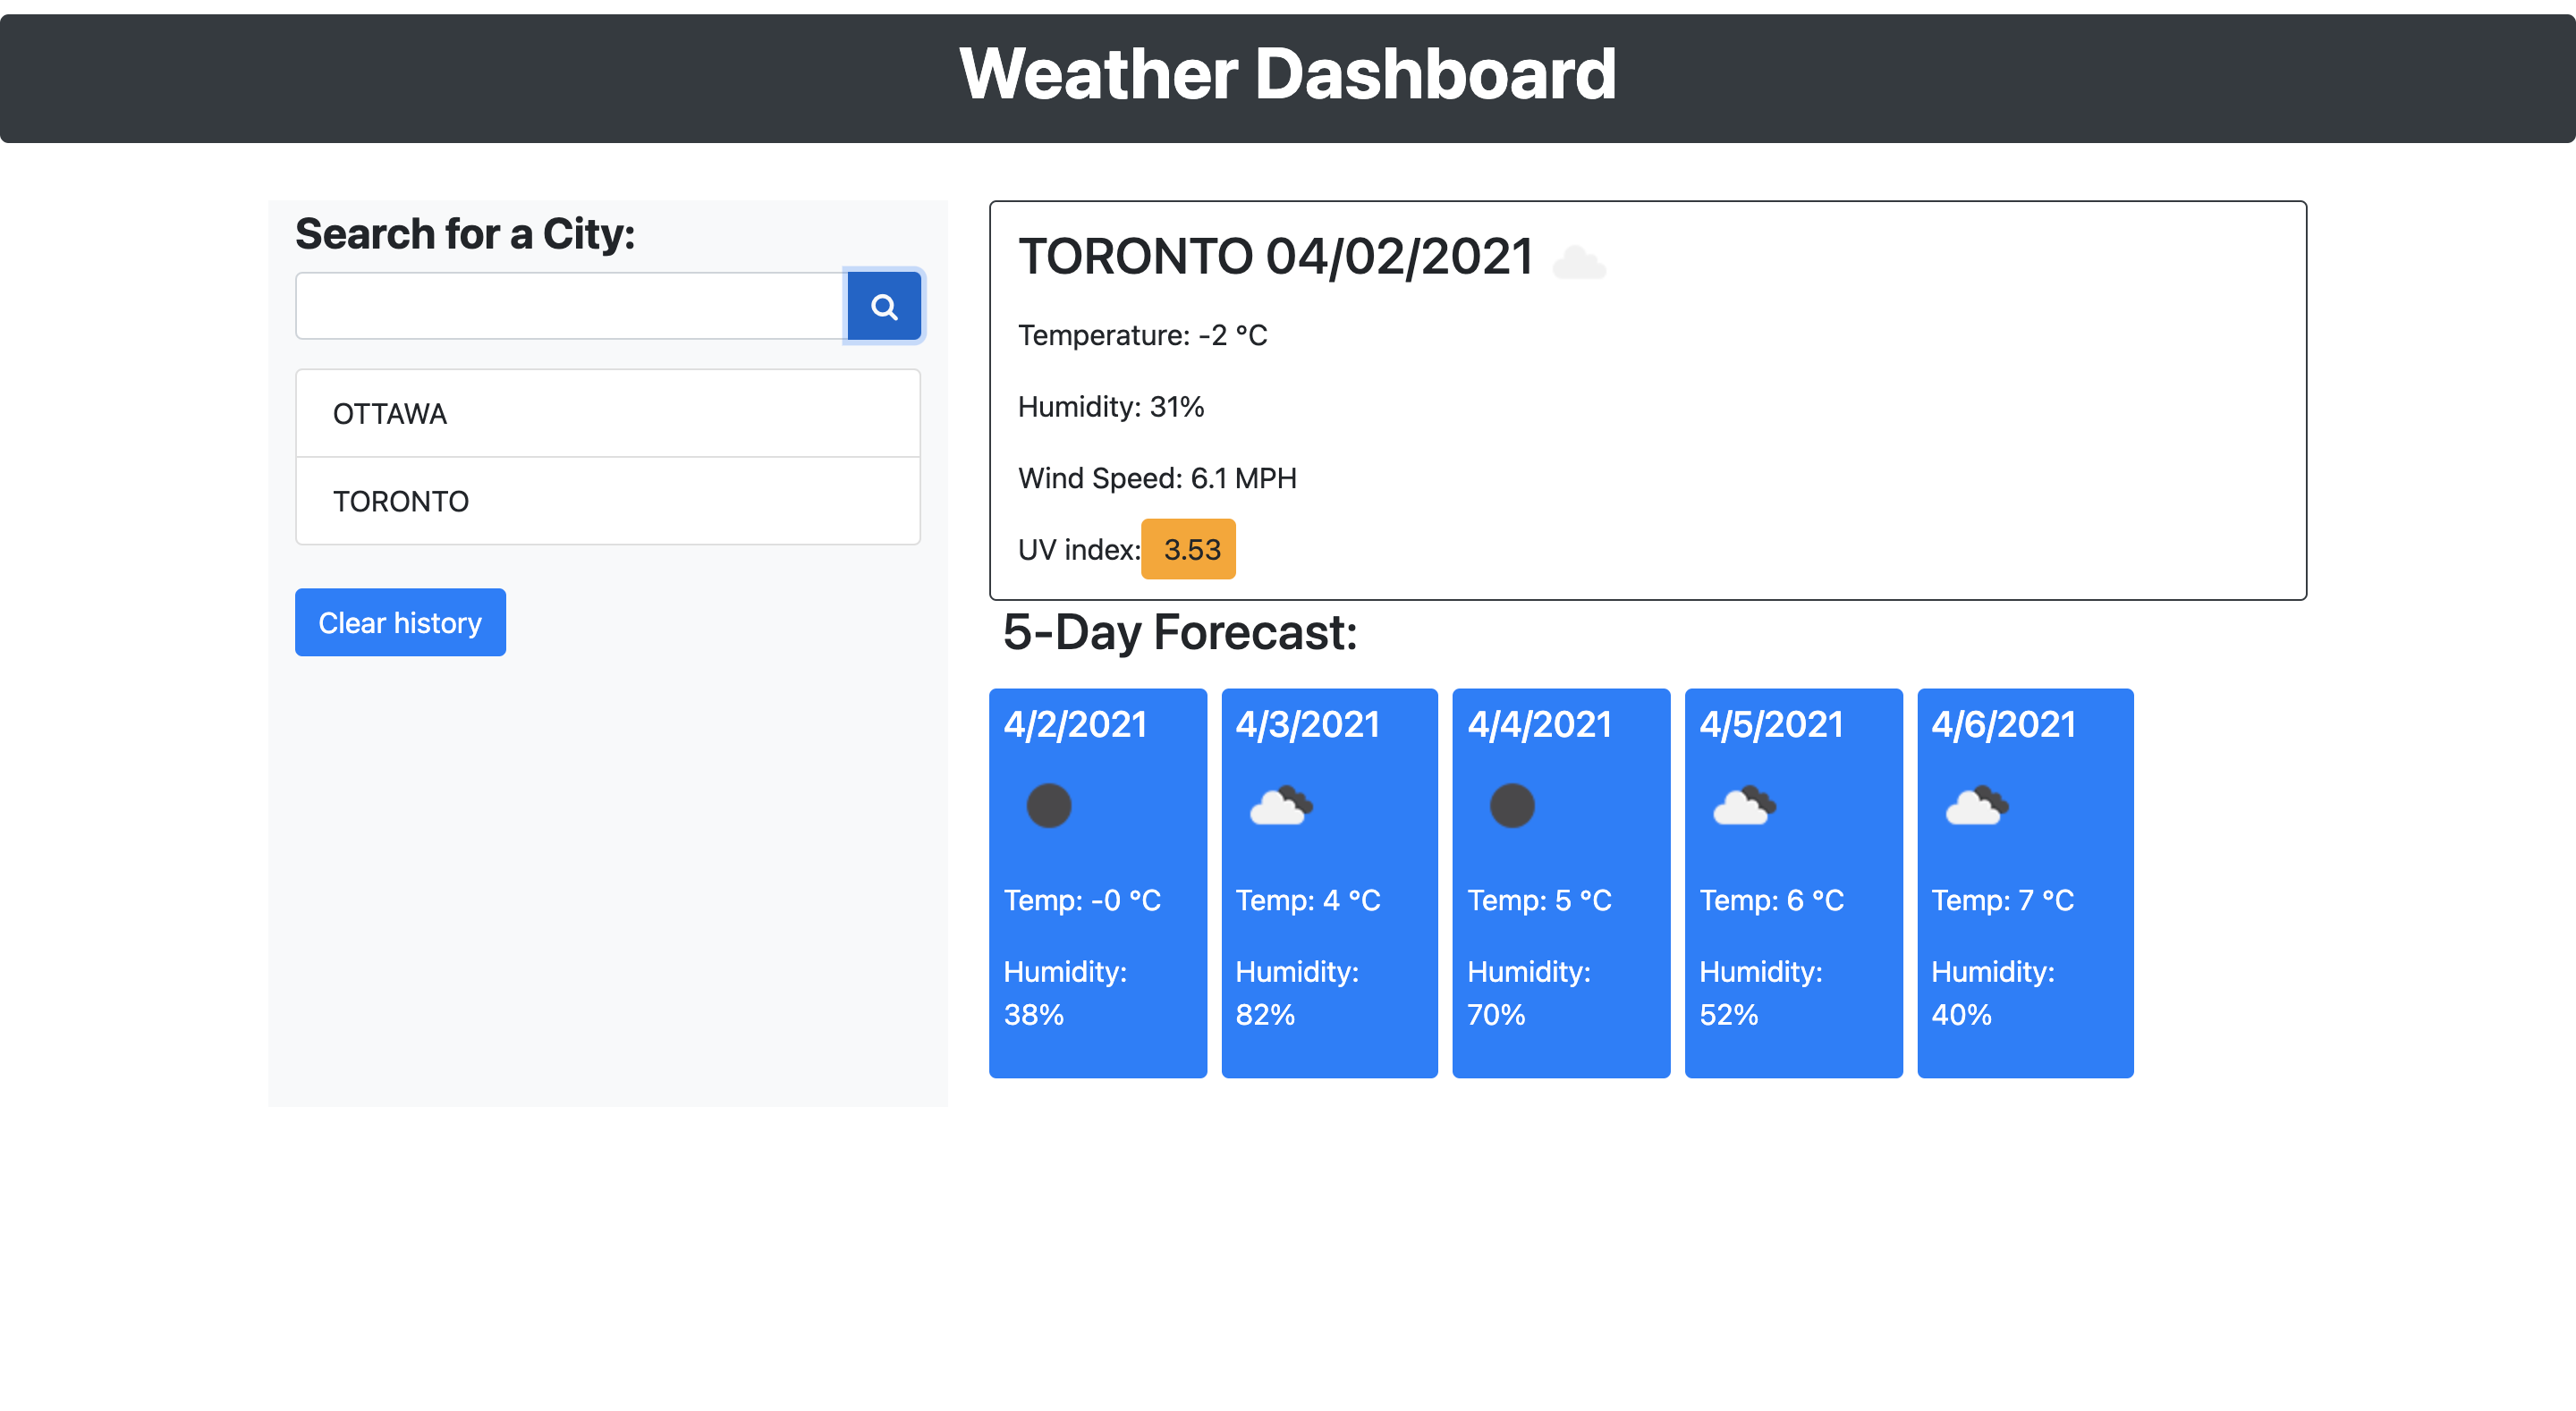 Weather Dashboard
Search for a City:
OTTAWA
TORONTO
Clear history
TORONTO 04/02/2021
Temperature: -2 °C
Humidity: 31%
Wind Speed: 6.1 MPH
UV index: 3.53
5-Day Forecast:
4/2/2021
Temp: -0 °C
Humidity:
38%
4/3/2021
Temp: 4 °C
Humidity:
82%
4/4/2021
Temp: 5 °C
Humidity:
70%
4/5/2021
Temp: 6 °C
Humidity:
52%
4/6/2021
Temp: 7 °C
Humidity:
40%